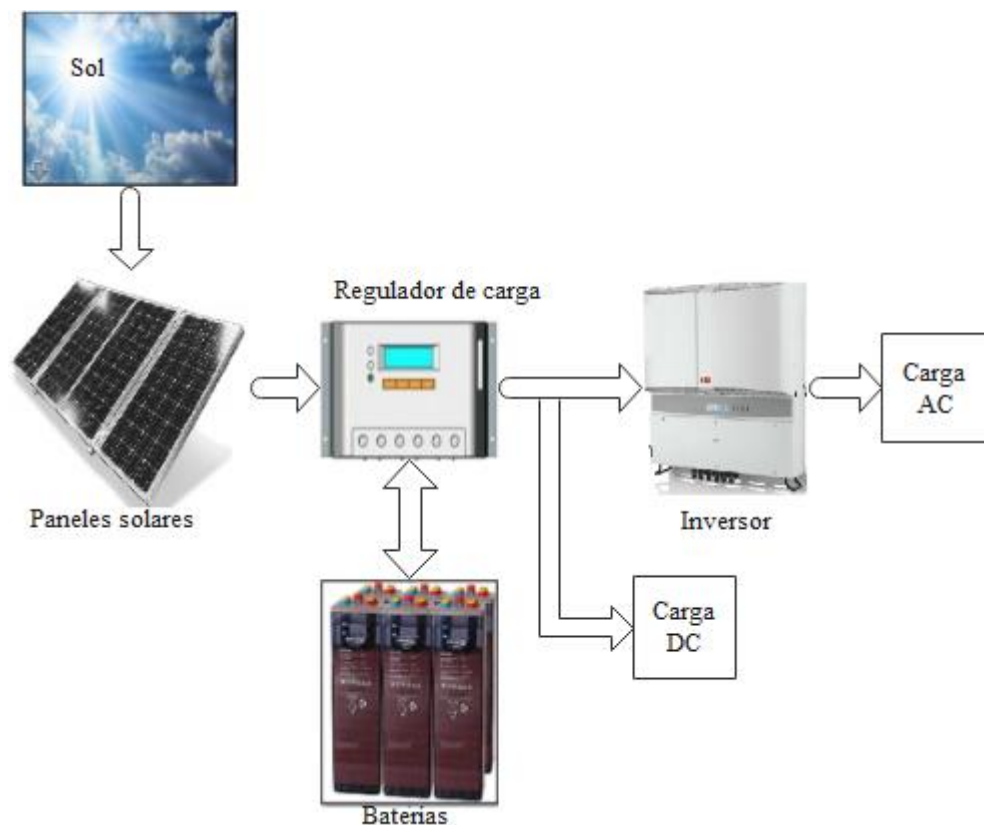 Sol
Regulador de carga
Carga
AC
Paneles solares
Inversor
Carga
DC
Baterías